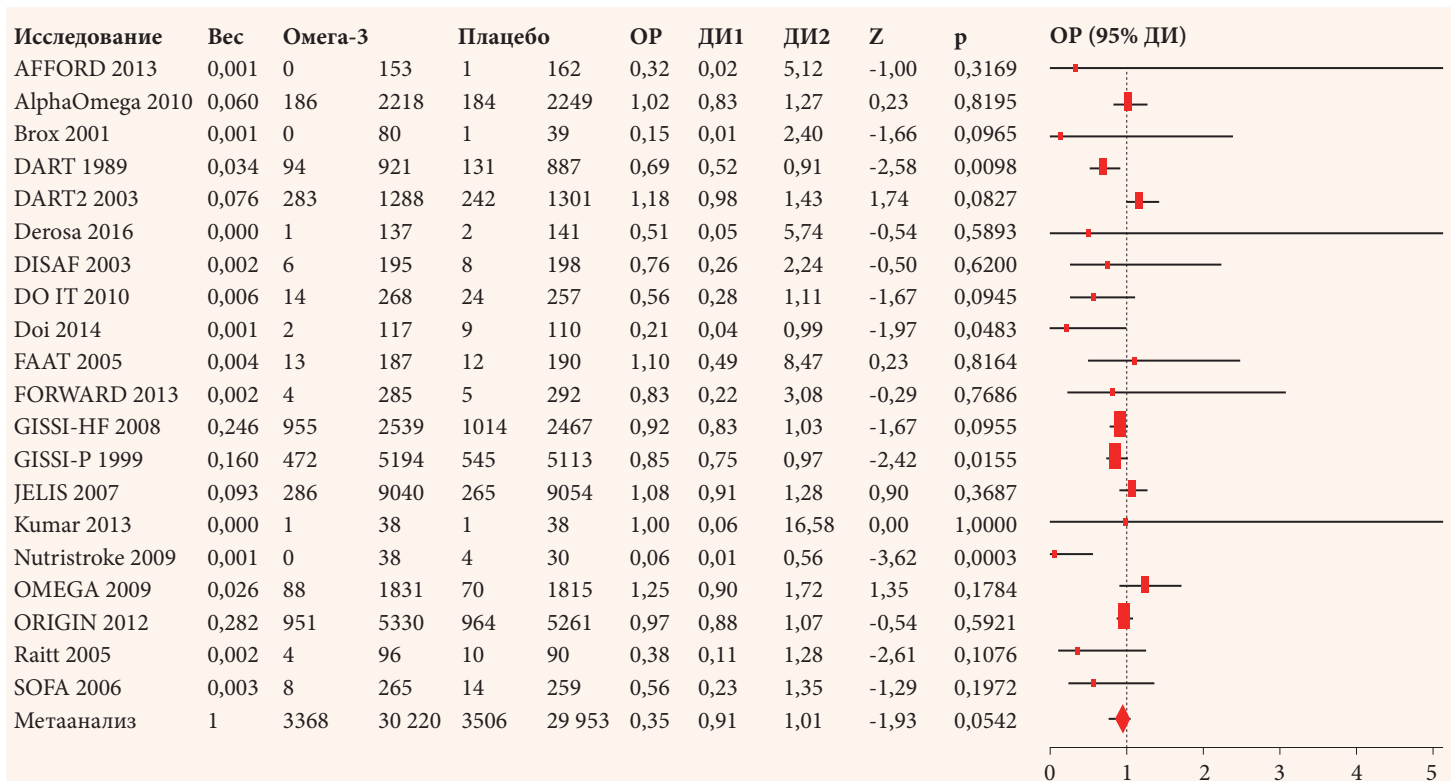 Исследование Вес Омега-3 Плацебо ОР ДИ1 ДИ2 Z p ОР (95% ДИ)
AFFORD 2013 0,001 0 153 1 162 0,32 0,02 5,12 -1,00 0,3169
AlphaOmega 2010 0,060 186 2218 184 2249 1,02 0,83 1,27 0,23 0,8195
Brox 2001 0,001 0 80 1 39 0,15 0,01 2,40 -1,66 0,0965
DART 1989 0,034 94 921 131 887 0,69 0,52 0,91 -2,58 0,0098
DART2 2003 0,076 283 1288 242 1301 1,18 0,98 1,43 1,74 0,0827
Derosa 2016 0,000 1 137 2 141 0,51 0,05 5,74 -0,54 0,5893
DISAF 2003 0,002 6 195 8 198 0,76 0,26 2,24 -0,50 0,6200
DO IT 2010 0,006 14 268 24 257 0,56 0,28 1,11 -1,67 0,0945
Doi 2014 0,001 2 117 9 110 0,21 0,04 0,99 -1,97 0,0483
FAAT 2005 0,004 13 187 12 190 1,10 0,49 8,47 0,23 0,8164
FORWARD 2013 0,002 4 285 5 292 0,83 0,22 3,08 -0,29 0,7686
GISSI-HF 2008 0,246 955 2539 1014 2467 0,92 0,83 1,03 -1,67 0,0955
GISSI-P 1999 0,160 472 5194 545 5113 0,85 0,75 0,97 -2,42 0,0155
JELIS 2007 0,093 286 9040 265 9054 1,08 0,91 1,28 0,90 0,3687
Kumar 2013 0,000 1 38 1 38 1,00 0,06 16,58 0,00 1,0000
Nutristroke 2009 0,001 0 38 4 30 0,06 0,01 0,56 -3,62 0,0003
OMEGA 2009 0,026 88 1831 70 1815 1,25 0,90 1,72 1,35 0,1784
ORIGIN 2012 0,282 951 5330 964 5261 0,97 0,88 1,07 -0,54 0,5921
Raitt 2005 0,002 4 96 10 90 0,38 0,11 1,28 -2,61 0,1076
SOFA 2006 0,003 8 265 14 259 0,56 0,23 1,35 -1,29 0,1972
Метаанализ 1 3368 30 220 3506 29 953 0,35 0,91 1,01 -1,93 0,0542
0 1 2 3 4 5